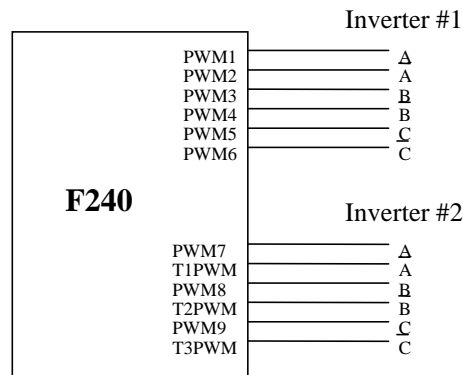 Inverter #1
PWM1 A
PWM2 A̅
PWM3 B
PWM4 B̅
PWM5 C
PWM6 C̅
F240
Inverter #2
PWM7 A
T1PWM A̅
PWM8 B
T2PWM B̅
PWM9 C
T3PWM C̅